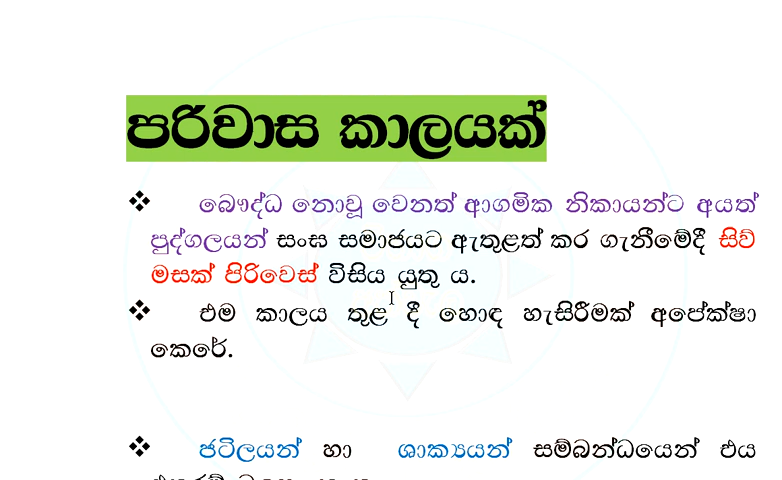 පරිවාස කාලයක්
❖ බෞද්ධ නොවූ වෙනත් ආගමික නිකායන්ට අයත්
පුද්ගලයන් සංඝ සමාජයට ඇතුළත් කර ගැනීමේදී සිව්
මසක් පිරිවෙස් විසිය යුතු ය.
❖ එම කාලය තුළ දී හොඳ හැසිරීමක් අපේක්ෂා
කෙරේ.
❖ ජටිලයන් හා ශාක්‍යයන් සම්බන්ධයෙන් එය